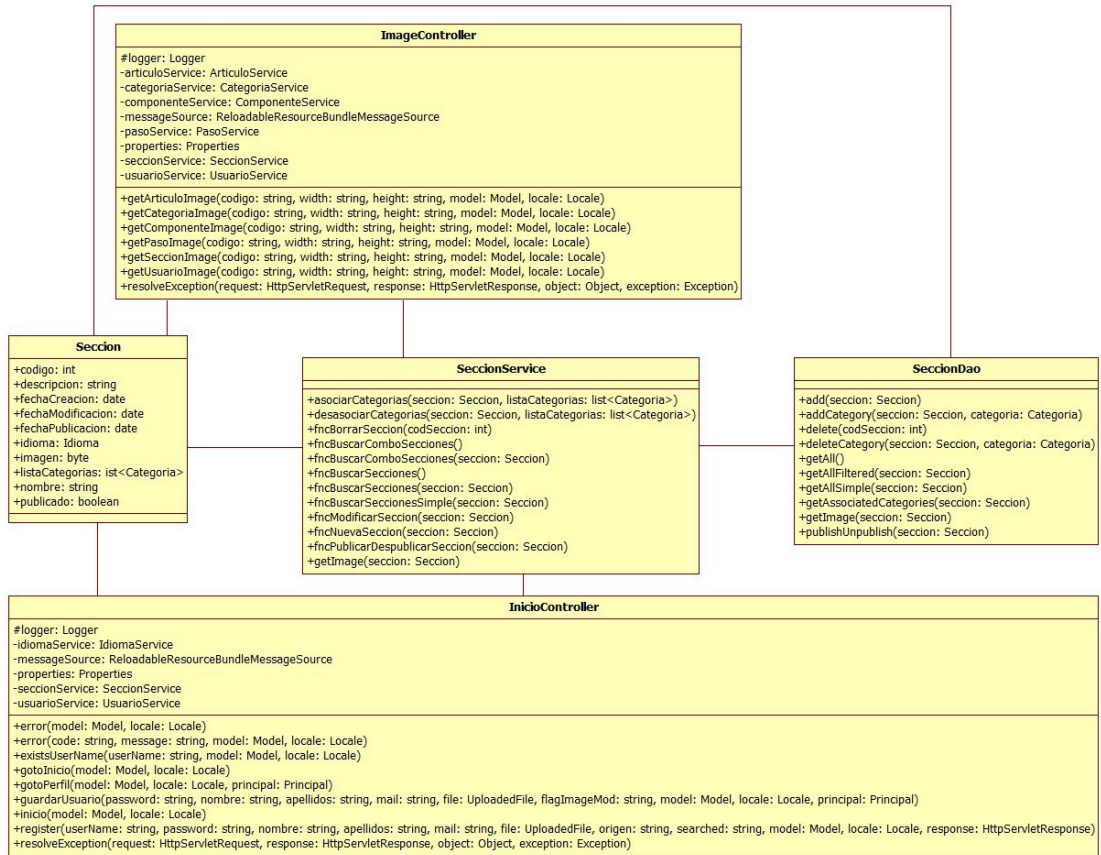 ImageController
#logger: Logger
-articuloService: ArticuloService
-categoriaService: CategoriaService
-componenteService: ComponenteService
-messageSource: ReloadableResourceBundleMessageSource
-pasoService: PasoService
-properties: Properties
-seccionService: SeccionService
-usuarioService: UsuarioService
+getArticuloImage(codigo: string, width: string, height: string, model: Model, locale: Locale)
+getCategoriaImage(codigo: string, width: string, height: string, model: Model, locale: Locale)
+getComponenteImage(codigo: string, width: string, height: string, model: Model, locale: Locale)
+getPasoImage(codigo: string, width: string, height: string, model: Model, locale: Locale)
+getSeccionImage(codigo: string, width: string, height: string, model: Model, locale: Locale)
+getUsuarioImage(codigo: string, width: string, height: string, model: Model, locale: Locale)
+resolveException(request: HttpServletRequest, response: HttpServletResponse, object: Object, exception: Exception)
Seccion
+codigo: int
+descripcion: string
+fechaCreacion: date
+fechaModificacion: date
+fechaPublicacion: date
+idioma: Idioma
+imagen: byte
+listaCategorias: ist<Categoria>
+nombre: string
+publicado: boolean
SeccionService
+asociarCategorias(seccion: Seccion, listaCategorias: list<Categoria>)
+desasociarCategorias(seccion: Seccion, listaCategorias: list<Categoria>)
+fncBorrarSeccion(codSeccion: int)
+fncBuscarComboSecciones()
+fncBuscarComboSecciones(seccion: Seccion)
+fncBuscarSecciones()
+fncBuscarSecciones(seccion: Seccion)
+fncBuscarSeccionesSimple(seccion: Seccion)
+fncModificarSeccion(seccion: Seccion)
+fncNuevaSeccion(seccion: Seccion)
+fncPublicarDespublicarSeccion(seccion: Seccion)
+getImage(seccion: Seccion)
SeccionDao
+add(seccion: Seccion)
+addCategory(seccion: Seccion, categoria: Categoria)
+delete(codSeccion: int)
+deleteCategory(seccion: Seccion, categoria: Categoria)
+getAll()
+getAllFiltered(seccion: Seccion)
+getAllSimple(seccion: Seccion)
+getAssociatedCategories(seccion: Seccion)
+getImage(seccion: Seccion)
+publishUnpublish(seccion: Seccion)
InicioController
#logger: Logger
-idiomaService: IdiomaService
-messageSource: ReloadableResourceBundleMessageSource
-properties: Properties
-seccionService: SeccionService
-usuarioService: UsuarioService
+error(model: Model, locale: Locale)
+error(code: string, message: string, model: Model, locale: Locale)
+existsUserName(userName: string, model: Model, locale: Locale)
+gotoInicio(model: Model, locale: Locale)
+gotoPerfil(model: Model, locale: Locale, principal: Principal)
+guardarUsuario(password: string, nombre: string, apellidos: string, mail: string, file: UploadedFile, flagImageMod: string, model: Model, locale: Locale, principal: Principal)
+inicio(model: Model, locale: Locale)
+register(userName: string, password: string, nombre: string, apellidos: string, mail: string, file: UploadedFile, origen: string, searched: string, model: Model, locale: Locale, response: HttpServletResponse)
+resolveException(request: HttpServletRequest, response: HttpServletResponse, object: Object, exception: Exception)